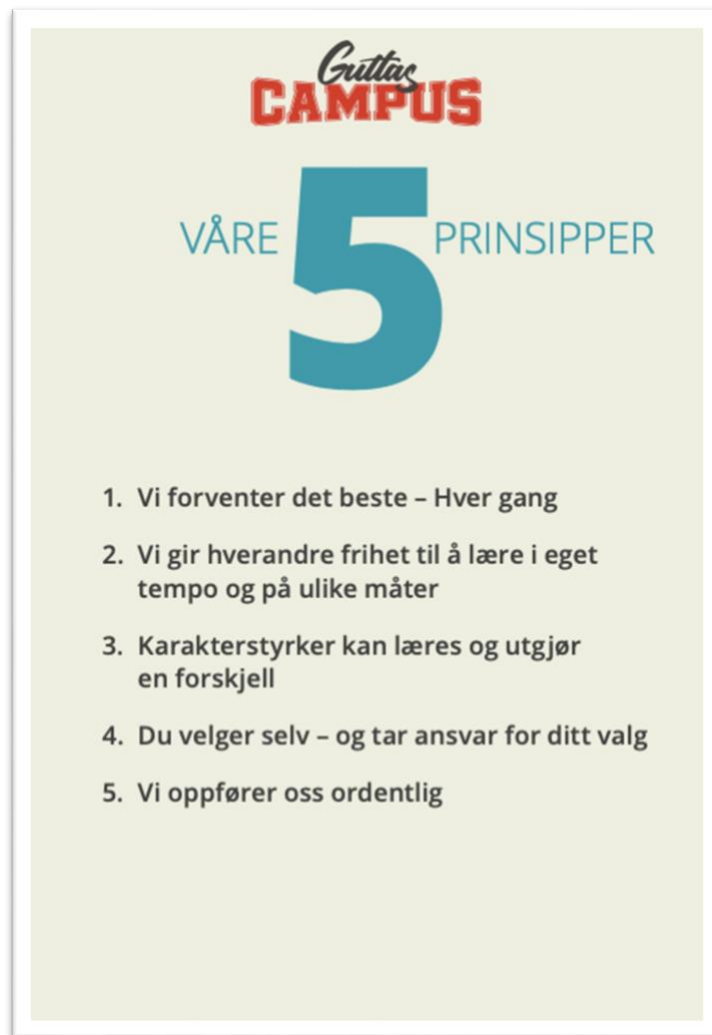 Guttas
CAMPUS
VÅRE 5 PRINSIPPER
1. Vi forventer det beste – Hver gang
2. Vi gir hverandre frihet til å lære i eget
tempo og på ulike måter
3. Karakterstyrker kan læres og utgjør
en forskjell
4. Du velger selv – og tar ansvar for ditt valg
5. Vi oppfører oss ordentlig